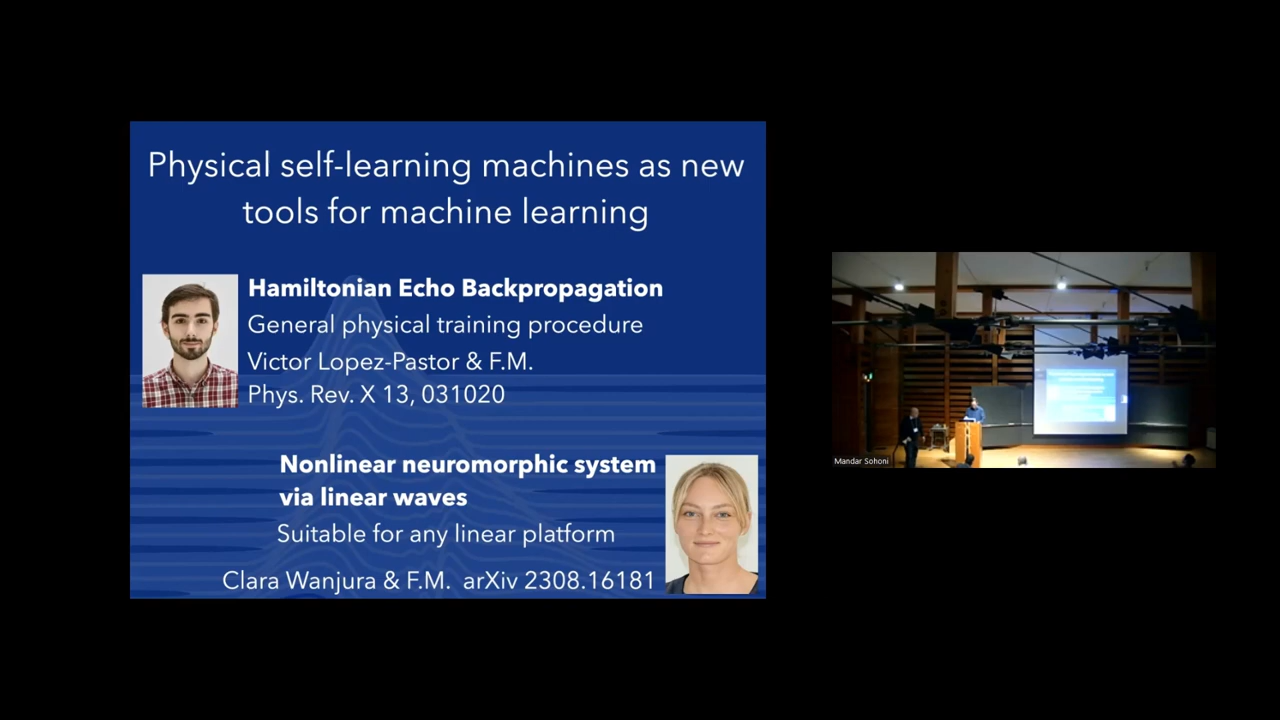 Physical self-learning machines as new
tools for machine learning
Hamiltonian Echo Backpropagation
General physical training procedure
Victor Lopez-Pastor & F.M.
Phys. Rev. X 13, 031020
Nonlinear neuromorphic system
via linear waves
Suitable for any linear platform
Clara Wanjura & F.M. arXiv 2308.16181
Mandar Sohoni